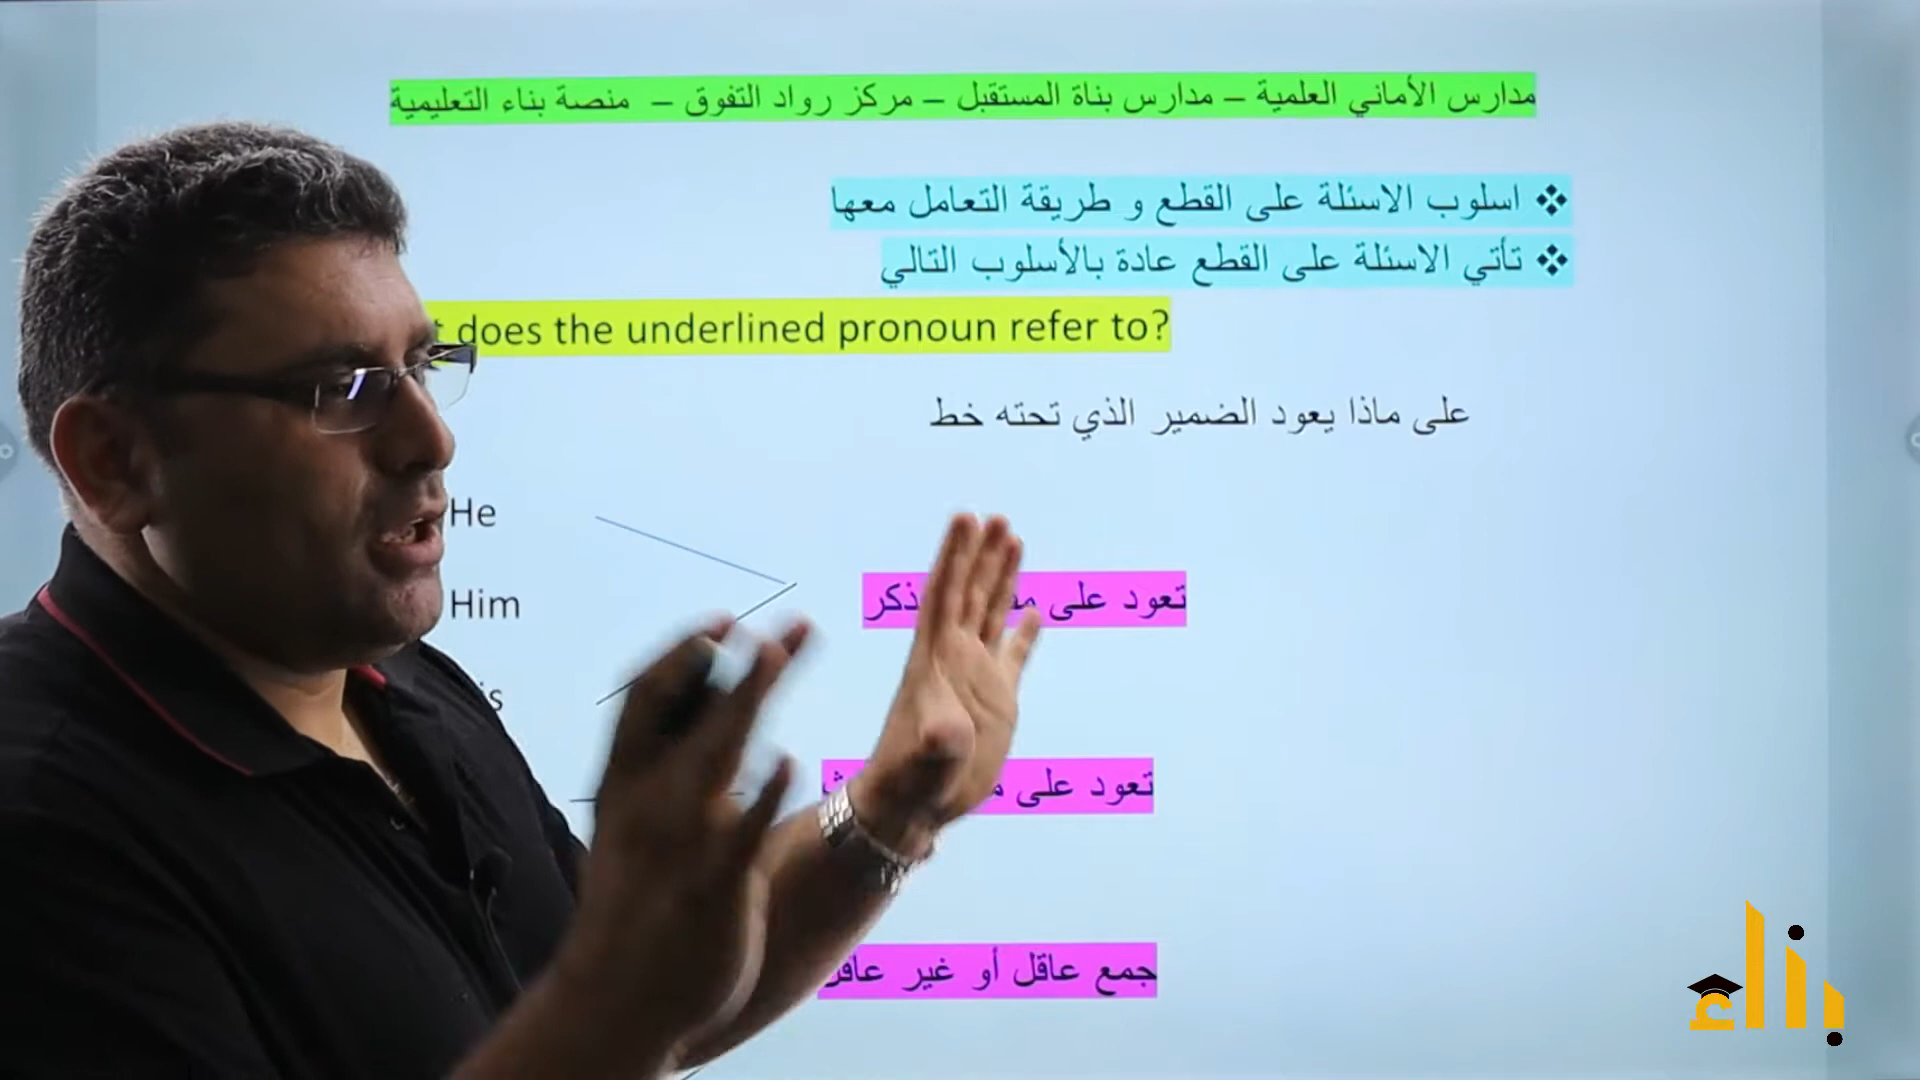 مدارس الأماني العلمية – مدارس بناة المستقبل – مركز رواد التفوق – منصة بناء التعليمية
❖ اسلوب الاسئلة على القطع و طريقة التعامل معها
❖ تأتي الاسئلة على القطع عادة بالأسلوب التالي
does the underlined pronoun refer to?
على ماذا يعود الضمير الذي تحته خط
He
تعود على
Him
تعود على
جمع عاقل أو غير عاقل
بناء